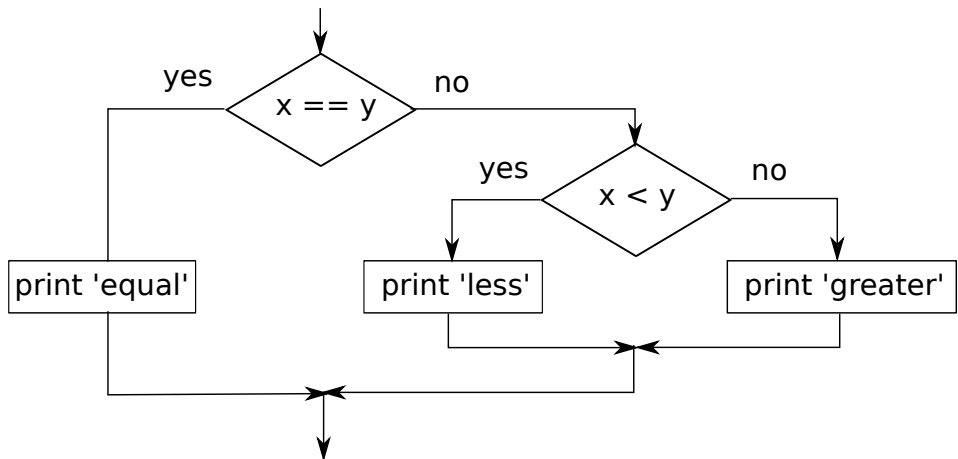 yes
no
x == y
yes
no
x < y
print 'equal'
print 'less'
print 'greater'